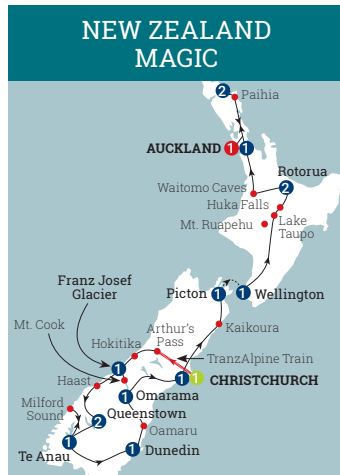 NEW ZEALAND
MAGIC
2
Paihia
AUCKLAND 1 1
Rotorua
2
Waitomo Caves
Huka Falls
Mt. Ruapehu
Lake
Taupo
Franz Josef
Glacier
Picton 1
1 Wellington
Mt. Cook
Arthur's
Pass
Kaikoura
Hokitika
TranzAlpine Train
1
Haast
1 1
CHRISTCHURCH
1 Omarama
Milford
Sound
2 Queenstown
Oamaru
1
Te Anau
1
Dunedin